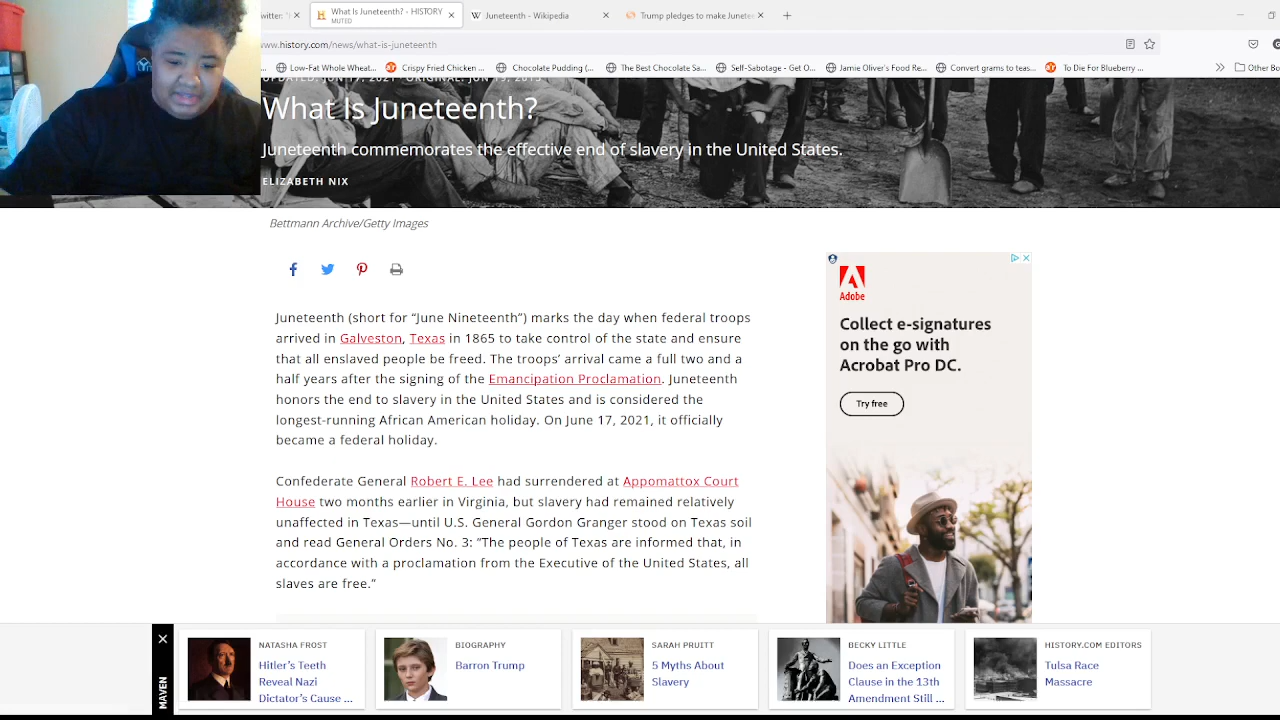 witter: "
What Is Juneteenth? - HISTORY
MUTED
Juneteenth - Wikipedia
Trump pledges to make Junete
www.history.com/news/what-is-juneteenth
Low-Fat Whole Wheat...
Crispy Fried Chicken ...
Chocolate Pudding (...
The Best Chocolate Sa...
Self-Sabotage - Get O...
Jamie Oliver's Food Re...
Convert grams to teas...
To Die For Blueberry ...
Other Bo
UPDATED: JUN 17, 2021 · ORIGINAL: JUN 19, 2015
What Is Juneteenth?
Juneteenth commemorates the effective end of slavery in the United States.
ELIZABETH NIX
Bettmann Archive/Getty Images
Juneteenth (short for “June Nineteenth”) marks the day when federal troops
arrived in Galveston, Texas in 1865 to take control of the state and ensure
that all enslaved people be freed. The troops’ arrival came a full two and a
half years after the signing of the Emancipation Proclamation. Juneteenth
honors the end to slavery in the United States and is considered the
longest-running African American holiday. On June 17, 2021, it officially
became a federal holiday.
Confederate General Robert E. Lee had surrendered at Appomattox Court
House two months earlier in Virginia, but slavery had remained relatively
unaffected in Texas—until U.S. General Gordon Granger stood on Texas soil
and read General Orders No. 3: “The people of Texas are informed that, in
accordance with a proclamation from the Executive of the United States, all
slaves are free.”
Adobe
Collect e-signatures
on the go with
Acrobat Pro DC.
Try free
MAVEN
NATASHA FROST
Hitler’s Teeth
Reveal Nazi
Dictator’s Cause ...
BIOGRAPHY
Barron Trump
SARAH PRUITT
5 Myths About
Slavery
BECKY LITTLE
Does an Exception
Clause in the 13th
Amendment Still ...
HISTORY.COM EDITORS
Tulsa Race
Massacre